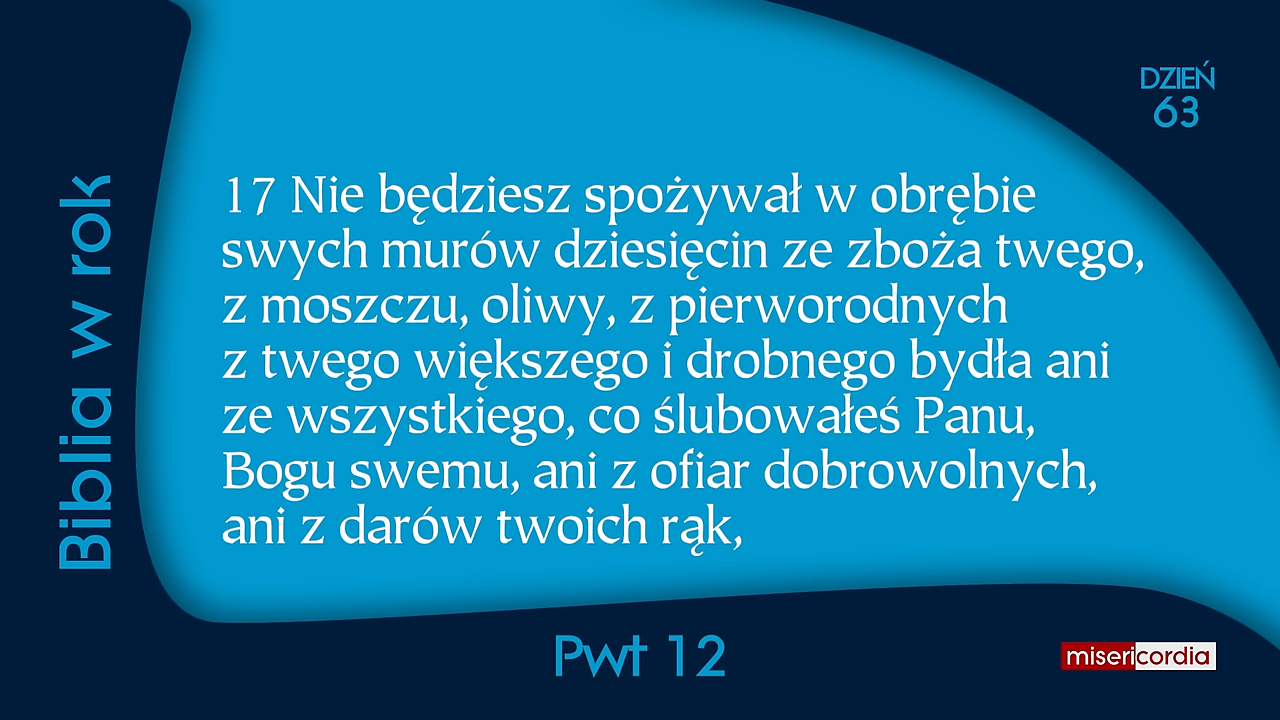 DZIEŃ
63
Biblia w rok
17 Nie będziesz spożywał w obrębie
swych murów dziesięcin ze zboża twego,
z moszczu, oliwy, z pierworodnych
z twego większego i drobnego bydła ani
ze wszystkiego, co ślubowałeś Panu,
Bogu swemu, ani z ofiar dobrowolnych,
ani z darów twoich rąk,
Pwt 12
misericordia